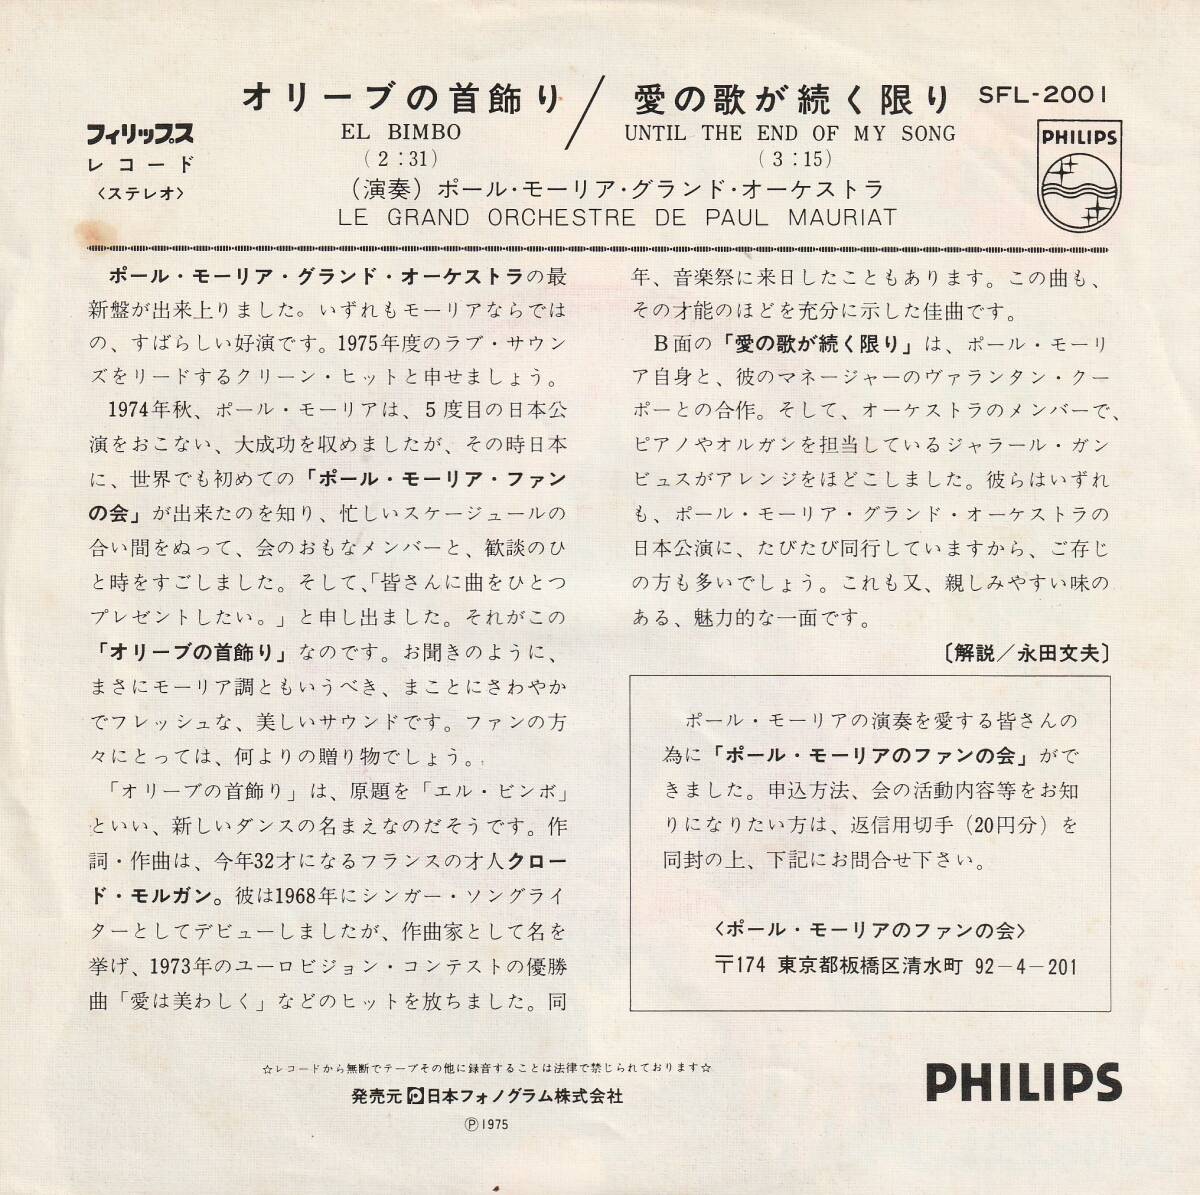 オリーブの首飾り／愛の歌が続く限り SFL-2001
EL BIMBO UNTIL THE END OF MY SONG
(2:31) (3:15)
フィリップス
レコード
〈ステレオ〉
PHILIPS
(演奏) ポール・モーリア・グランド・オーケストラ
LE GRAND ORCHESTRE DE PAUL MAURIAT
ポール・モーリア・グランド・オーケストラの最
新盤が出来上りました。いずれもモーリアならでは
の、すばらしい好演です。1975年度のラブ・サウン
ズをリードするクリーン・ヒットと申せましょう。
1974年秋、ポール・モーリアは、5度目の日本公
演をおこない、大成功を収めましたが、その時日本
に、世界でも初めての「ポール・モーリア・ファン
の会」が出来たのを知り、忙しいスケージュールの
合い間をぬって、会のおもなメンバーと、歓談のひ
と時をすごしました。そして、「皆さんに曲をひとつ
プレゼントしたい。」と申し出ました。それがこの
「オリーブの首飾り」なのです。お聞きのように、
まさにモーリア調ともいうべき、まことにさわやか
でフレッシュな、美しいサウンドです。ファンの方
々にとっては、何よりの贈り物でしょう。
「オリーブの首飾り」は、原題を「エル・ビンボ」
といい、新しいダンスの名まえなのだそうです。作
詞・作曲は、今年32才になるフランスの才人クロー
ド・モルガン。彼は1968年にシンガー・ソングライ
ターとしてデビューしましたが、作曲家として名を
挙げ、1973年のユーロビジョン・コンテストの優勝
曲「愛は美わしく」などのヒットを放ちました。同
年、音楽祭に来日したこともあります。この曲も、
その才能のほどを充分に示した佳曲です。
B面の「愛の歌が続く限り」は、ポール・モーリ
ア自身と、彼のマネージャーのヴァランタン・クー
ポーとの合作。そして、オーケストラのメンバーで、
ピアノやオルガンを担当しているジャラール・ガン
ビュスがアレンジをほどこしました。彼らはいずれ
も、ポール・モーリア・グランド・オーケストラの
日本公演に、たびたび同行していますから、ご存じ
の方も多いでしょう。これも又、親しみやすい味の
ある、魅力的な一面です。
〔解説／永田文夫〕
ポール・モーリアの演奏を愛する皆さんの
為に「ポール・モーリアのファンの会」がで
きました。申込方法、会の活動内容等をお知
りになりたい方は、返信用切手(20円分)を
同封の上、下記にお問合せ下さい。
〈ポール・モーリアのファンの会〉
〒174 東京都板橋区清水町 92－4－201
☆レコードから無断でテープその他に録音することは法律で禁じられております☆
発売元 日本フォノグラム株式会社
Ⓟ1975
PHILIPS